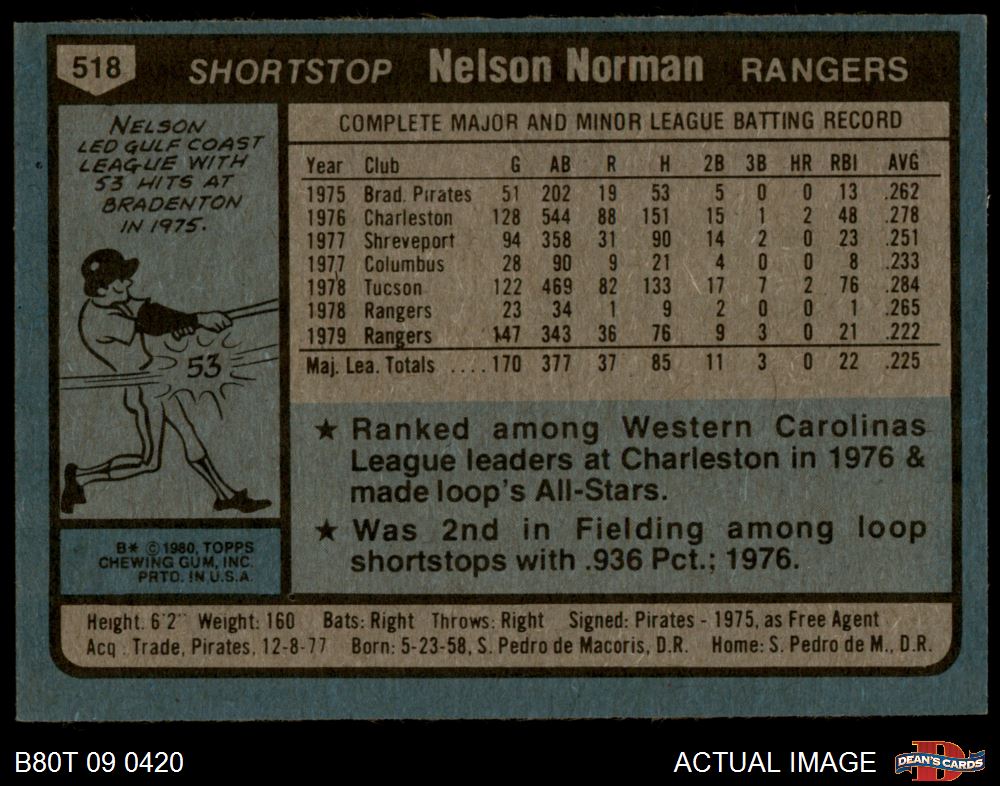 518 SHORTSTOP Nelson Norman RANGERS
NELSON
LED GULF COAST
LEAGUE WITH
53 HITS AT
BRADENTON
IN 1975.
53
B* ©1980, TOPPS
CHEWING GUM, INC.
PRTD. IN U.S.A.
COMPLETE MAJOR AND MINOR LEAGUE BATTING RECORD
Year Club G AB R H 2B 3B HR RBI AVG
1975 Brad. Pirates 51 202 19 53 5 0 0 13 .262
1976 Charleston 128 544 88 151 15 1 2 48 .278
1977 Shreveport 94 358 31 90 14 2 0 23 .251
1977 Columbus 28 90 9 21 4 0 0 8 .233
1978 Tucson 122 469 82 133 17 7 2 76 .284
1978 Rangers 23 34 1 9 2 0 0 1 .265
1979 Rangers 147 343 36 76 9 3 0 21 .222
Maj. Lea. Totals ....170 377 37 85 11 3 0 22 .225
★ Ranked among Western Carolinas
League leaders at Charleston in 1976 &
made loop's All-Stars.
★ Was 2nd in Fielding among loop
shortstops with .936 Pct.; 1976.
Height. 6'2" Weight: 160 Bats: Right Throws: Right Signed: Pirates - 1975, as Free Agent
Acq. Trade, Pirates, 12-8-77 Born: 5-23-58, S. Pedro de Macoris, D.R. Home: S. Pedro de M., D.R.
B80T 09 0420 ACTUAL IMAGE D
DEAN'S CARDS